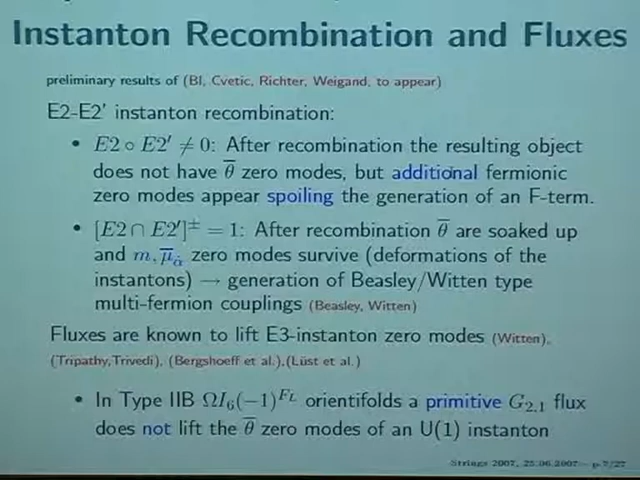 Instanton Recombination and Fluxes
preliminary results of (Bl, Cvetic, Richter, Weigand, to appear)
E2-E2′ instanton recombination:
• E2 ∘ E2′ ≠ 0: After recombination the resulting object
does not have θ̄ zero modes, but additional fermionic
zero modes appear spoiling the generation of an F-term.
• [E2 ∩ E2′]^± = 1: After recombination θ̄ are soaked up
and m, μ̄_α̇ zero modes survive (deformations of the
instantons) → generation of Beasley/Witten type
multi-fermion couplings (Beasley, Witten)
Fluxes are known to lift E3-instanton zero modes (Witten),
(Tripathy,Trivedi), (Bergshoeff et al.),(Lüst et al.)
• In Type IIB ΩI₆(−1)^{F_L} orientifolds a primitive G₂,₁ flux
does not lift the θ̄ zero modes of an U(1) instanton
Strings 2007, 25.06.2007 – p.7/27